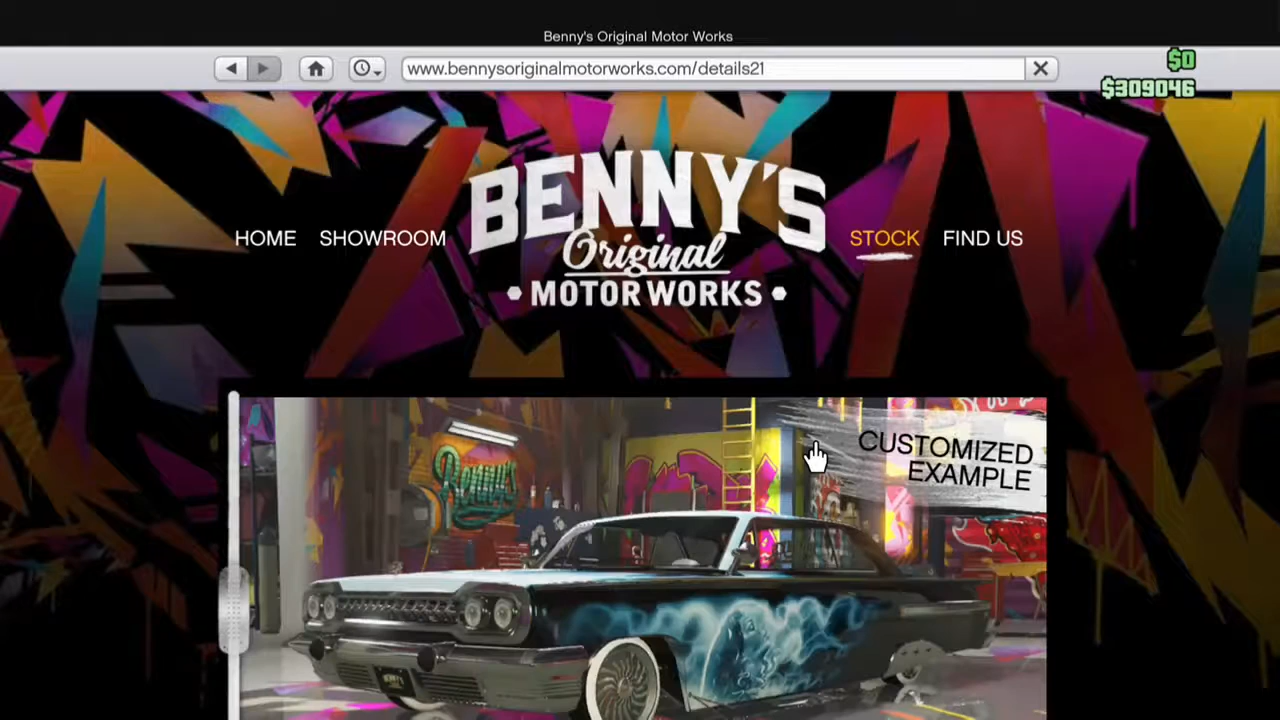 Benny's Original Motor Works
www.bennysoriginalmotorworks.com/details21
$0
$309046
HOME SHOWROOM
BENNY'S
Original
MOTOR WORKS
STOCK FIND US
CUSTOMIZED
EXAMPLE
Benny's